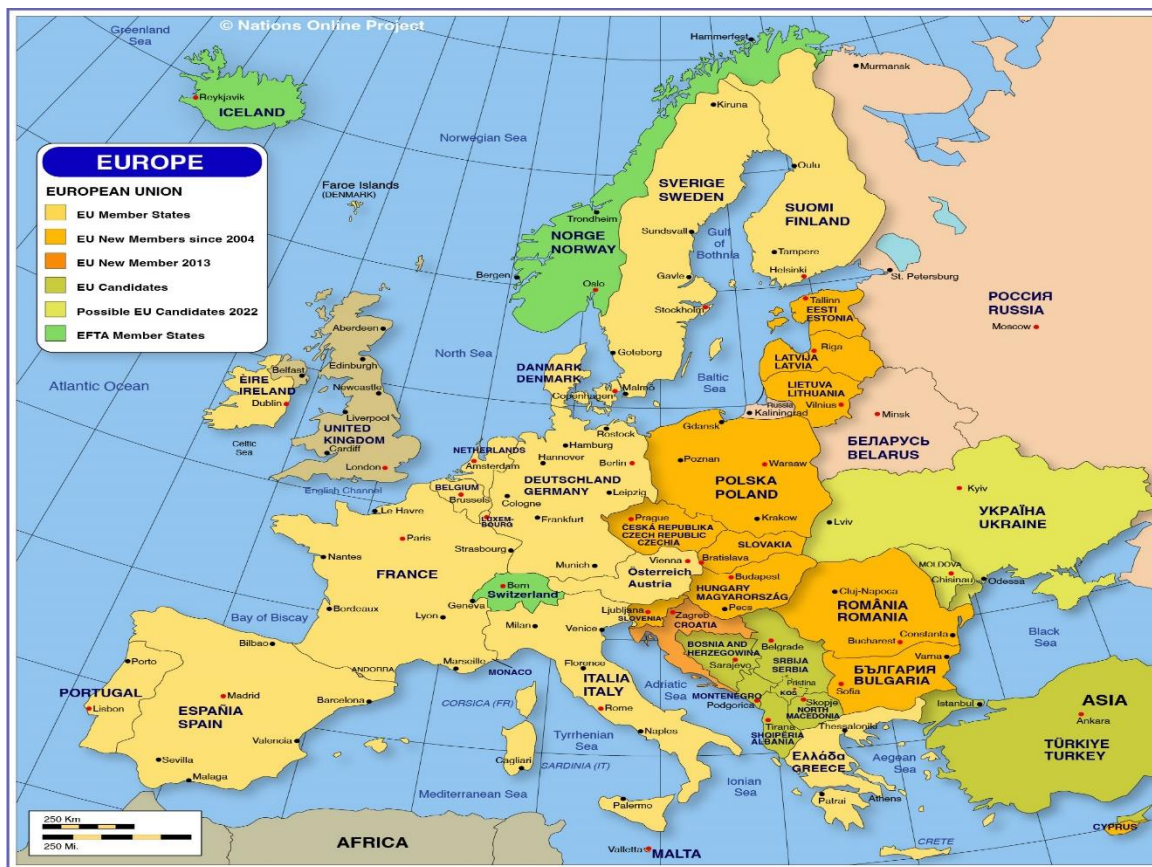 © Nations Online Project
Greenland
Sea
Hammerfest
Murmansk
Reykjavik
ICELAND
Kiruna
Norwegian Sea
EUROPE
EUROPEAN UNION
EU Member States
EU New Members since 2004
EU New Member 2013
EU Candidates
Possible EU Candidates 2022
EFTA Member States
Faroe Islands
(DENMARK)
Oulu
SVERIGE
SWEDEN
SUOMI
FINLAND
Trondheim
NORGE
NORWAY
Sundsvall
Gulf
of
Bothnia
Tampere
Bergen
Gavle
Helsinki
St. Petersburg
Oslo
Stockholm
Tallinn
EESTI
ESTONIA
РОССИЯ
RUSSIA
Moscow
Aberdeen
North Sea
Goteborg
Riga
LATVIJA
LATVIA
Edinburgh
Belfast
Atlantic Ocean
ÈIRE
IRELAND
Dublin
Newcastle
DANMARK
DENMARK
Copenhagen
Malmö
Baltic
Sea
LIETUVA
LITHUANIA
Vilnius
Russia
Kaliningrad
Minsk
Liverpool
UNITED
KINGDOM
Cardiff
London
Celtic
Sea
English Channel
Rostock
Gdansk
БЕЛАРУСЬ
BELARUS
Hamburg
NETHERLANDS
Amsterdam
Hannover
Berlin
Poznan
Warsaw
BELGIUM
Brussels
DEUTSCHLAND
GERMANY
Leipzig
POLSKA
POLAND
Kyiv
Cologne
LUXEM-
BOURG
Frankfurt
Le Havre
Prague
ČESKÁ REPUBLIKA
CZECH REPUBLIC
CZECHIA
Krakow
Lviv
УКРАЇНА
UKRAINE
Paris
Strasbourg
SLOVAKIA
Nantes
Munich
Vienna
Bratislava
MOLDOVA
Chisinau
Odessa
FRANCE
Österreich
Austria
Budapest
HUNGARY
MAGYARORSZÁG
Bern
Switzerland
Geneva
Cluj-Napoca
ROMÂNIA
ROMANIA
Bordeaux
Lyon
Ljubljana
SLOVENIA
Pecs
Zagreb
CROATIA
Bay of Biscay
Milan
Venice
Bucharest
Constanta
Black
Sea
Bilbao
BOSNIA AND
HERZEGOWINA
Sarajevo
Belgrade
SRBIJA
SERBIA
Varna
Porto
ANDONNA
Marseille
MONACO
Florence
ITALIA
ITALY
Adriatic
Sea
Pristina
БЪЛГАРИЯ
BULGARIA
Sofia
PORTUGAL
Lisbon
Madrid
ESPAÑIA
SPAIN
Barcelona
CORSICA (FR)
Rome
MONTENEGRO
Podgorica
KOS
Skopje
NORTH
MACEDONIA
Istanbul
ASIA
Ankara
Tirana
SHQIPËRIA
ALBANIA
Thessaloniki
TÜRKIYE
TURKEY
Valencia
Tyrrhenian
Sea
Naples
Sevilla
Cagliari
SARDINIA (IT)
Ελλάδα
GREECE
Aegean
Sea
Malaga
Mediterranean Sea
Ionian
Sea
Palermo
Patrai
Athens
250 Km
250 Mi.
AFRICA
Valletta
MALTA
CRETE
CYPRUS